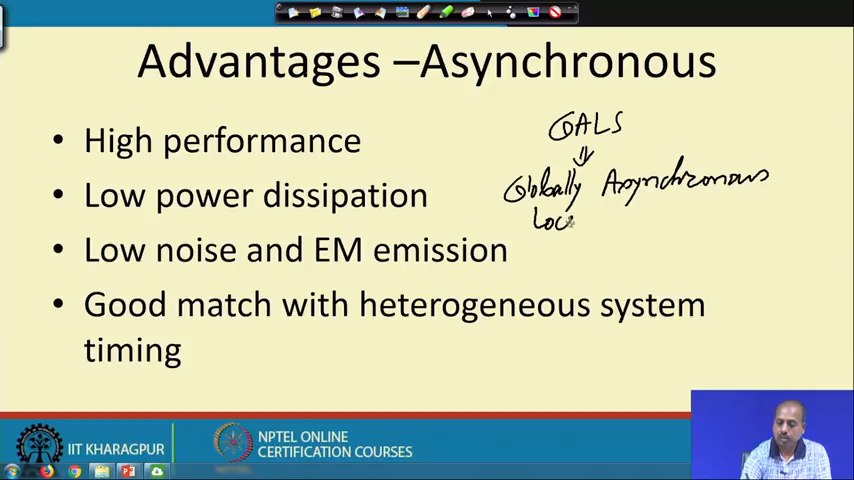 Advantages –Asynchronous
• High performance
• Low power dissipation
• Low noise and EM emission
• Good match with heterogeneous system
timing
GALS
⇓
Globally Asynchronous
Loc
IIT KHARAGPUR
NPTEL ONLINE
CERTIFICATION COURSES